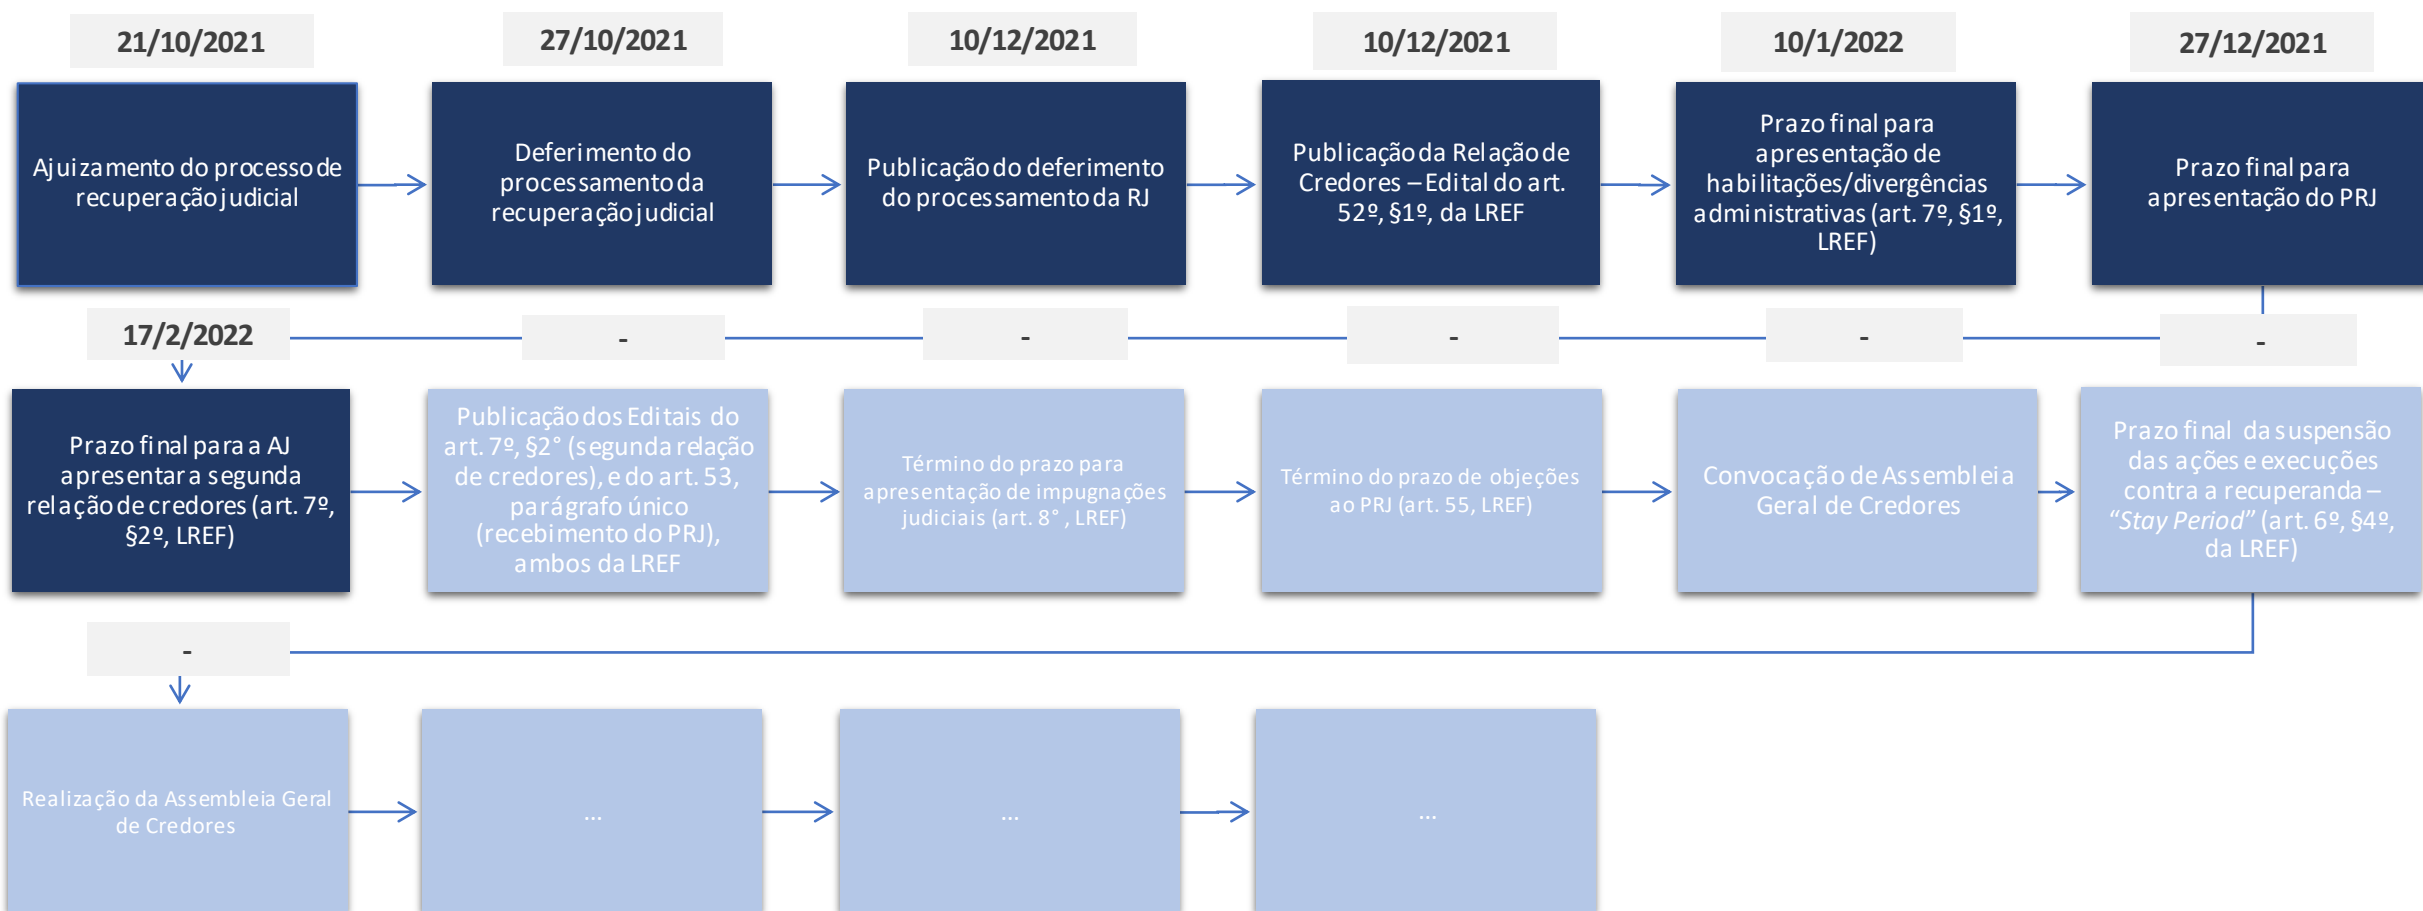 21/10/2021
27/10/2021
10/12/2021
10/12/2021
10/1/2022
27/12/2021
Ajuizamento do processo de
recuperação judicial
Deferimento do
processamento da
recuperação judicial
Publicação do deferimento
do processamento da RJ
Publicação da Relação de
Credores – Edital do art.
52º, §1º, da LREF
Prazo final para
apresentação de
habilitações/divergências
administrativas (art. 7º, §1º,
LREF)
Prazo final para
apresentação do PRJ
17/2/2022
-
-
-
-
-
Prazo final para a AJ
apresentar a segunda
relação de credores (art. 7º,
§2º, LREF)
Publicação dos Editais do
art. 7º, §2° (segunda relação
de credores), e do art. 53,
parágrafo único
(recebimento do PRJ),
ambos da LREF
Término do prazo para
apresentação de impugnações
judiciais (art. 8° , LREF)
Término do prazo de objeções
ao PRJ (art. 55, LREF)
Convocação de Assembleia
Geral de Credores
Prazo final da suspensão
das ações e execuções
contra a recuperanda –
“Stay Period” (art. 6º, §4º,
da LREF)
-
Realização da Assembleia Geral
de Credores
...
...
...